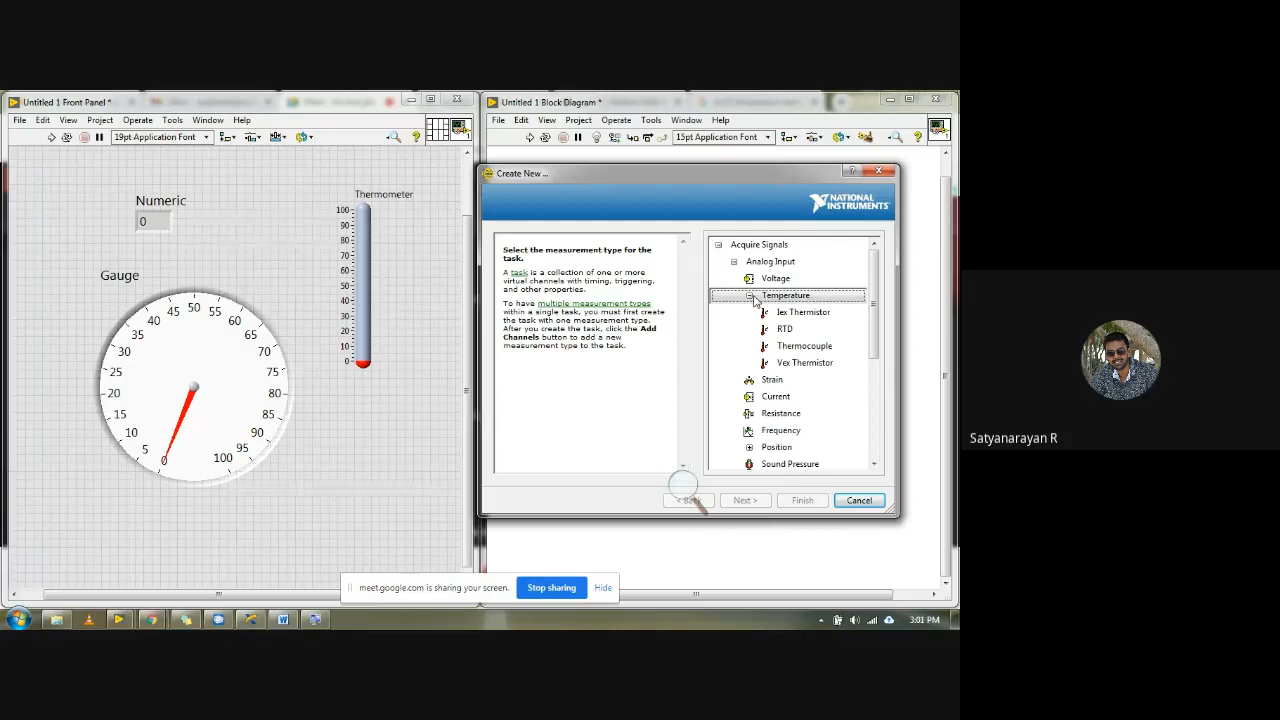 Untitled 1 Front Panel *
File Edit View Project Operate Tools Window Help
19pt Application Font
Numeric
0
Thermometer
100
90
80
70
60
50
40
30
20
10
0
Gauge
0 5 10 15 20 25 30 35 40 45 50 55 60 65 70 75 80 85 90 95 100
Untitled 1 Block Diagram *
File Edit View Project Operate Tools Window Help
15pt Application Font
Create New ...
NATIONAL
INSTRUMENTS
Select the measurement type for the
task.
A task is a collection of one or more
virtual channels with timing, triggering,
and other properties.
To have multiple measurement types
within a single task, you must first create
the task with one measurement type.
After you create the task, click the Add
Channels button to add a new
measurement type to the task.
Acquire Signals
Analog Input
Voltage
Temperature
Iex Thermistor
RTD
Thermocouple
Vex Thermistor
Strain
Current
Resistance
Frequency
Position
Sound Pressure
< Back Next > Finish Cancel
meet.google.com is sharing your screen. Stop sharing Hide
3:01 PM
Satyanarayan R